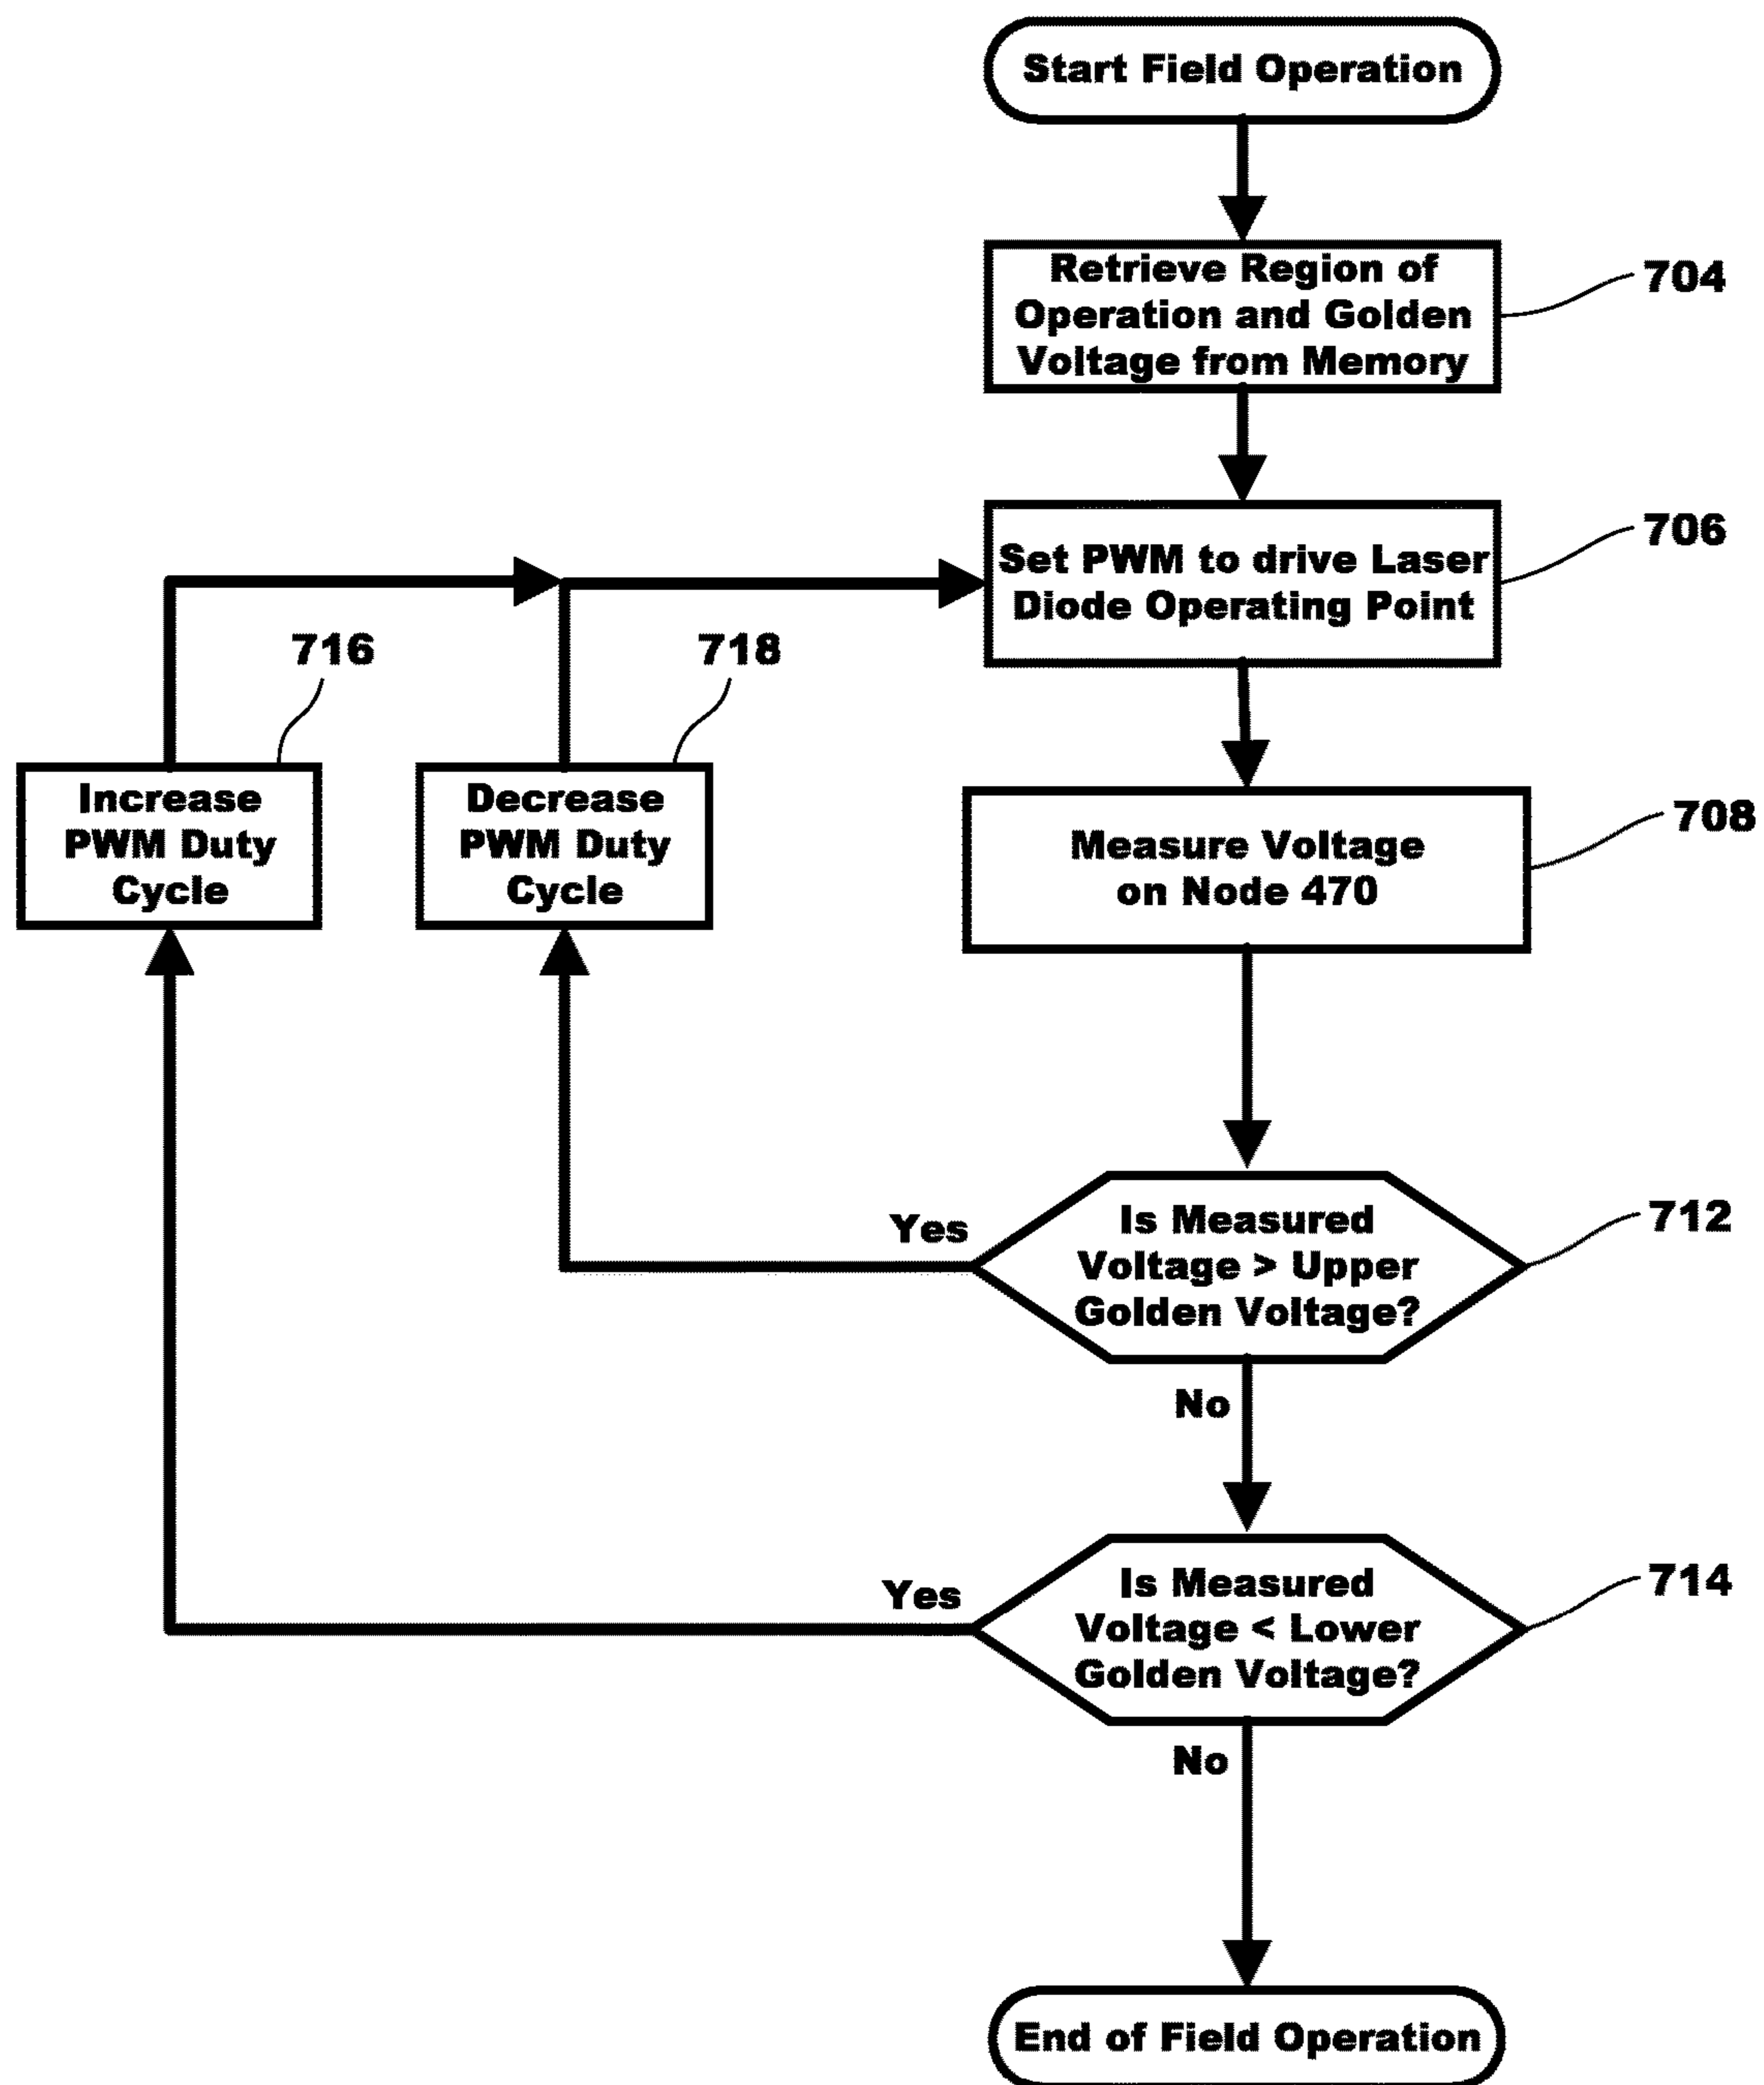 Start Field Operation
Retrieve Region of
Operation and Golden
Voltage from Memory
704
Set PWM to drive Laser
Diode Operating Point
706
716
718
Increase
PWM Duty
Cycle
Decrease
PWM Duty
Cycle
Measure Voltage
on Node 470
708
Yes
Is Measured
Voltage > Upper
Golden Voltage?
712
No
Yes
Is Measured
Voltage < Lower
Golden Voltage?
714
No
End of Field Operation